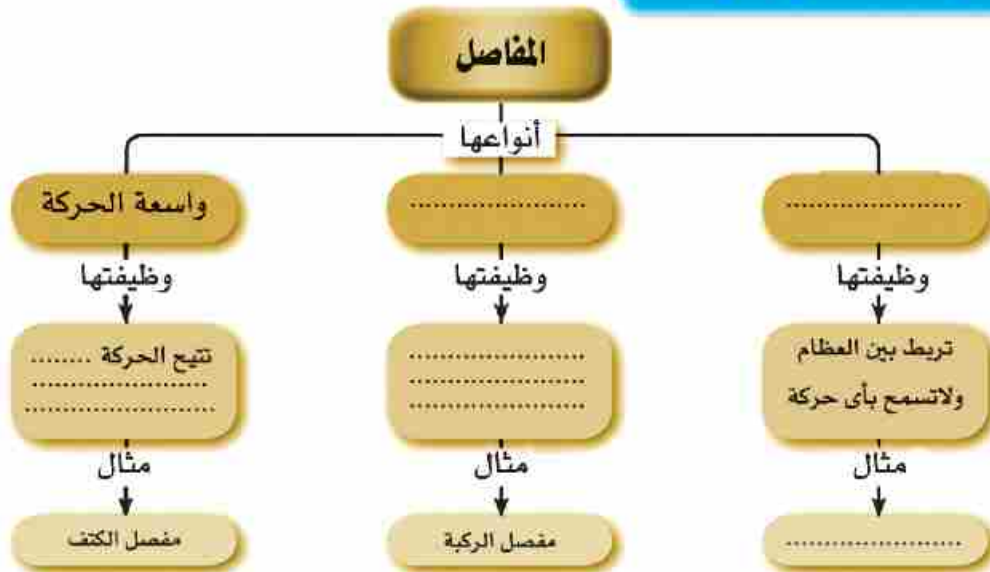 المفاصل
أنواعها
......................
......................
واسعة الحركة
وظيفتها
وظيفتها
وظيفتها
تربط بين العظام
ولاتسمح بأى حركة
......................
......................
......................
تتيح الحركة ........
......................
........................
مثال
مثال
مثال
......................
مفصل الركبة
مفصل الكتف